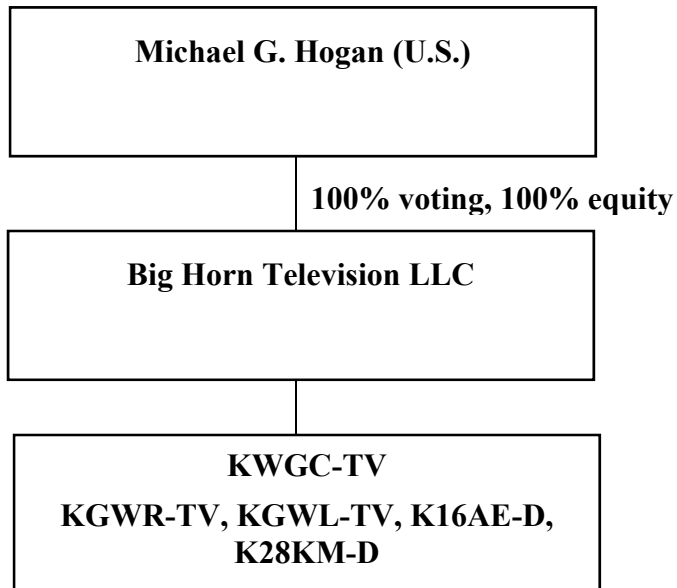 Michael G. Hogan (U.S.)
100% voting, 100% equity
Big Horn Television LLC
KWGC-TV
KGWR-TV, KGWL-TV, K16AE-D,
K28KM-D